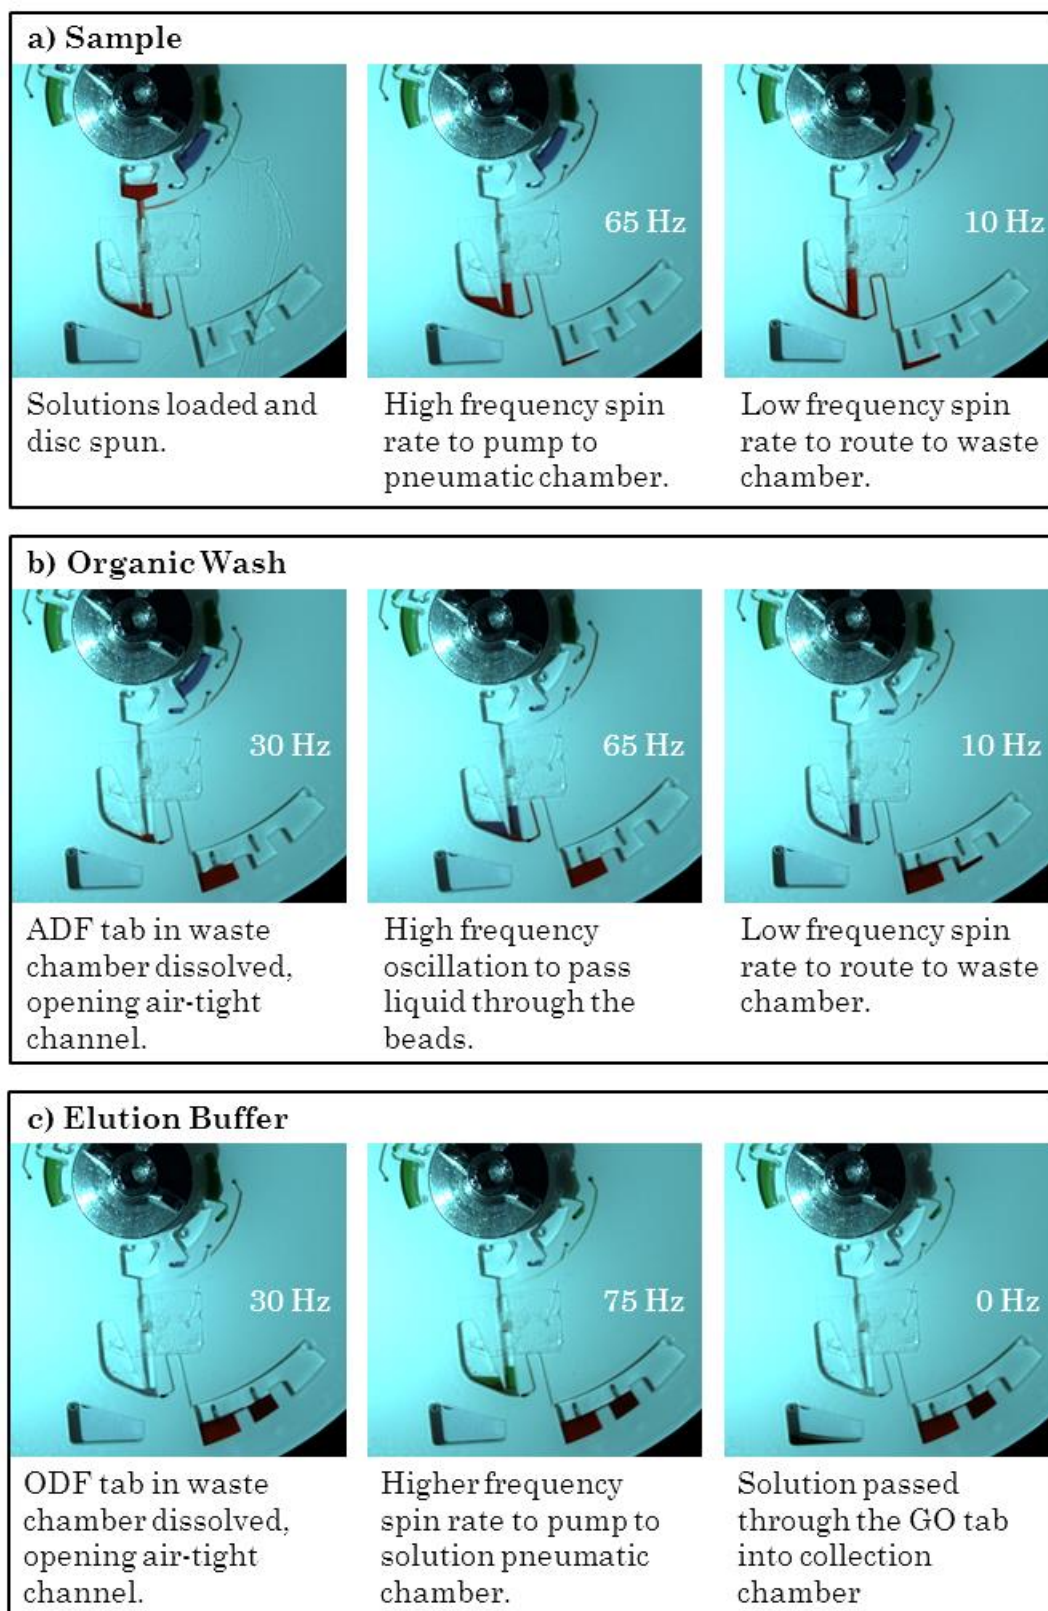 a) Sample
65 Hz
10 Hz
Solutions loaded and
disc spun.
High frequency spin
rate to pump to
pneumatic chamber.
Low frequency spin
rate to route to waste
chamber.
b) Organic Wash
30 Hz
65 Hz
10 Hz
ADF tab in waste
chamber dissolved,
opening air-tight
channel.
High frequency
oscillation to pass
liquid through the
beads.
Low frequency spin
rate to route to waste
chamber.
c) Elution Buffer
30 Hz
75 Hz
0 Hz
ODF tab in waste
chamber dissolved,
opening air-tight
channel.
Higher frequency
spin rate to pump to
solution pneumatic
chamber.
Solution passed
through the GO tab
into collection
chamber